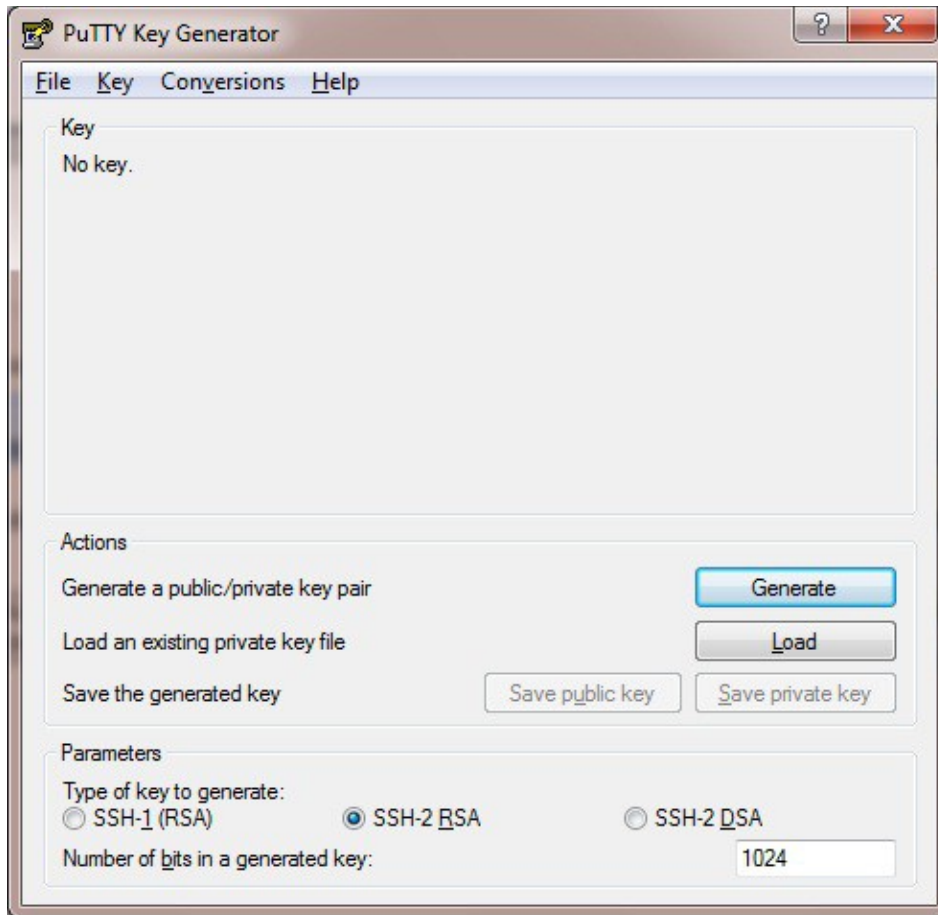 PuTTY Key Generator
File Key Conversions Help
Key
No key.
Actions
Generate a public/private key pair Generate
Load an existing private key file Load
Save the generated key Save public key Save private key
Parameters
Type of key to generate:
SSH-1 (RSA) SSH-2 RSA SSH-2 DSA
Number of bits in a generated key: 1024